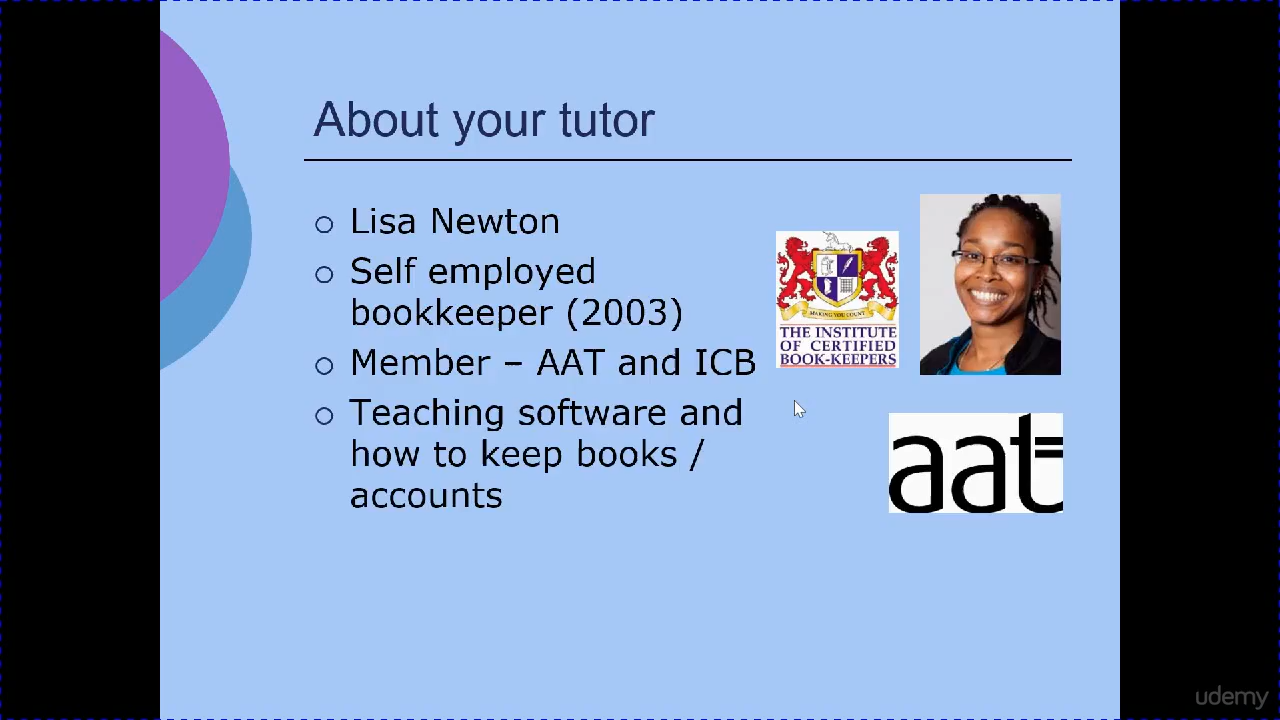 About your tutor
Lisa Newton
Self employed
bookkeeper (2003)
Member – AAT and ICB
Teaching software and
how to keep books /
accounts
MAKING YOU COUNT
THE INSTITUTE
OF CERTIFIED
BOOK-KEEPERS
aat
udemy